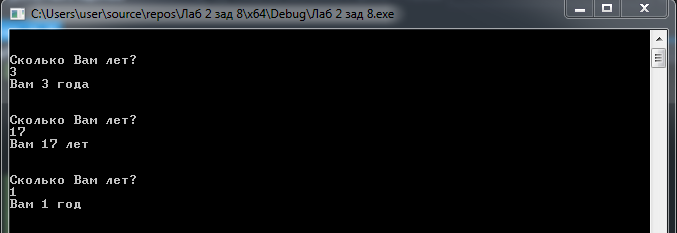 C:\Users\user\source\repos\Лаб 2 зад 8\x64\Debug\Лаб 2 зад 8.exe
Сколько Вам лет?
3
Вам 3 года
Сколько Вам лет?
17
Вам 17 лет
Сколько Вам лет?
1
Вам 1 год